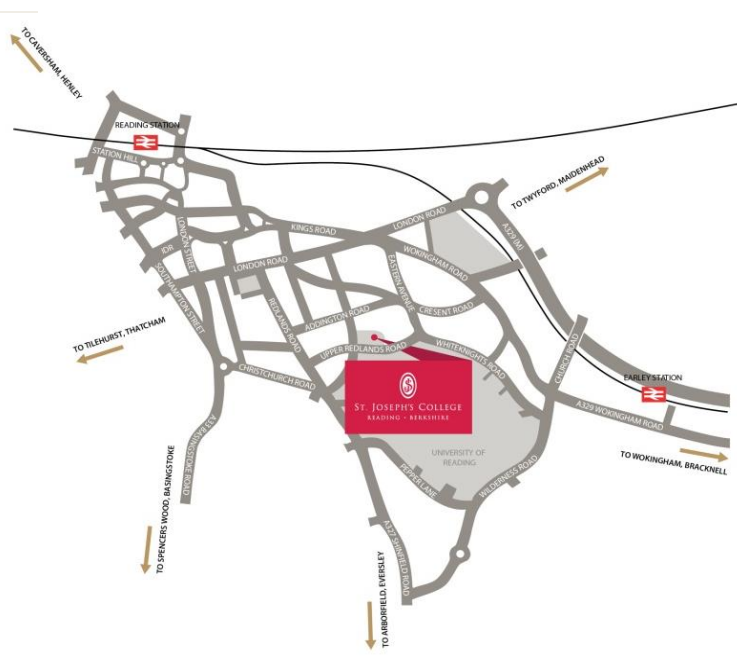 TO CAVERSHAM, HENLEY
READING STATION
STATION HILL
TO TWYFORD, MAIDENHEAD
LONDON ROAD
A329 (M)
KINGS ROAD
LONDON STREET
IDR
WOKINGHAM ROAD
LONDON ROAD
EASTERN AVENUE
SOUTHAMPTON STREET
REDLANDS ROAD
CRESENT ROAD
ADDINGTON ROAD
TO TILEHURST, THATCHAM
UPPER REDLANDS ROAD
WHITEKNIGHTS ROAD
CHURCH ROAD
CHRISTCHURCH ROAD
EARLEY STATION
ST. JOSEPH'S COLLEGE
READING - BERKSHIRE
A329 WOKINGHAM ROAD
A33 BASINGSTOKE ROAD
UNIVERSITY OF
READING
TO WOKINGHAM, BRACKNELL
PEPPER LANE
WILDERNESS ROAD
TO SPENCERS WOOD, BASINGSTOKE
A327 SHINFIELD ROAD
TO ARBORFIELD, EVERSLEY